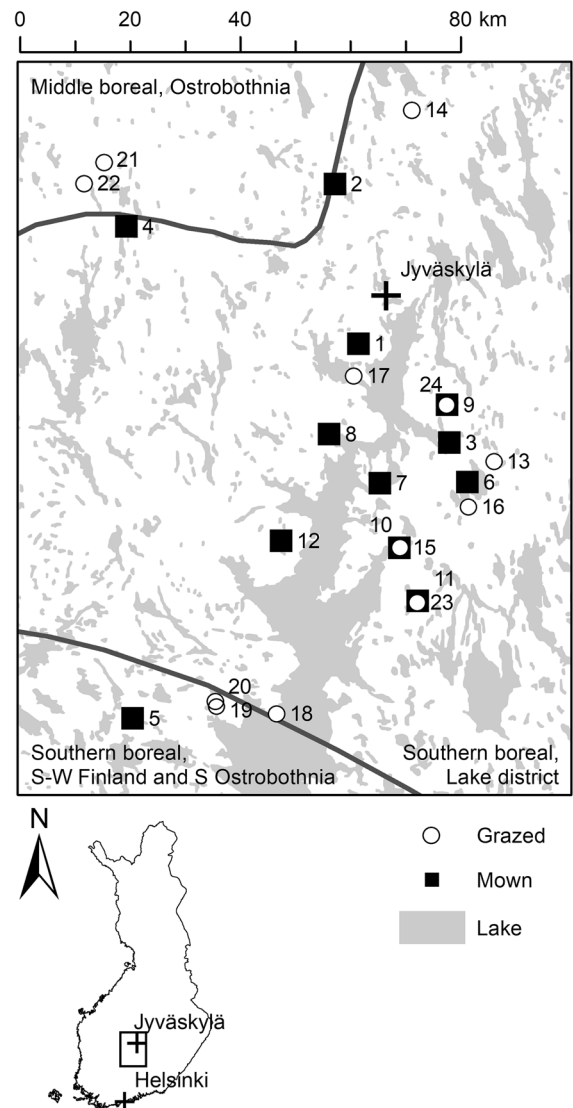 0 20 40 80 km
Middle boreal, Ostrobothnia
14
21
22
2
4
Jyväskylä
1
17
24
9
8
3
13
7
6
16
10
12
15
11
23
20
19
18
5
Southern boreal,
S-W Finland and S Ostrobothnia
Southern boreal,
Lake district
N
Grazed
Mown
Lake
Jyväskylä
Helsinki